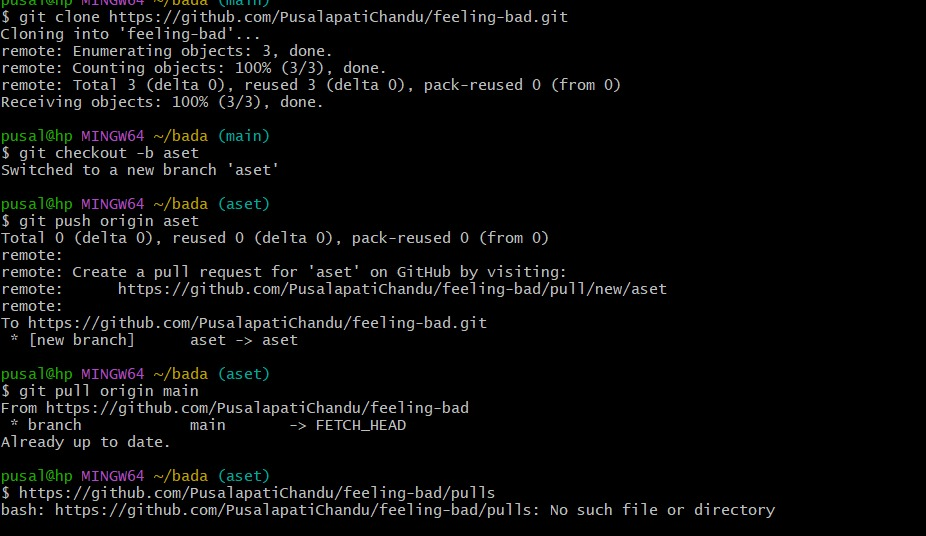 pusal@hp MINGW64 ~/bada (main)
$ git clone https://github.com/PusalapatiChandu/feeling-bad.git
Cloning into 'feeling-bad'...
remote: Enumerating objects: 3, done.
remote: Counting objects: 100% (3/3), done.
remote: Total 3 (delta 0), reused 3 (delta 0), pack-reused 0 (from 0)
Receiving objects: 100% (3/3), done.
pusal@hp MINGW64 ~/bada (main)
$ git checkout -b aset
Switched to a new branch 'aset'
pusal@hp MINGW64 ~/bada (aset)
$ git push origin aset
Total 0 (delta 0), reused 0 (delta 0), pack-reused 0 (from 0)
remote:
remote: Create a pull request for 'aset' on GitHub by visiting:
remote:      https://github.com/PusalapatiChandu/feeling-bad/pull/new/aset
remote:
To https://github.com/PusalapatiChandu/feeling-bad.git
 * [new branch]      aset -> aset
pusal@hp MINGW64 ~/bada (aset)
$ git pull origin main
From https://github.com/PusalapatiChandu/feeling-bad
 * branch            main       -> FETCH_HEAD
Already up to date.
pusal@hp MINGW64 ~/bada (aset)
$ https://github.com/PusalapatiChandu/feeling-bad/pulls
bash: https://github.com/PusalapatiChandu/feeling-bad/pulls: No such file or directory